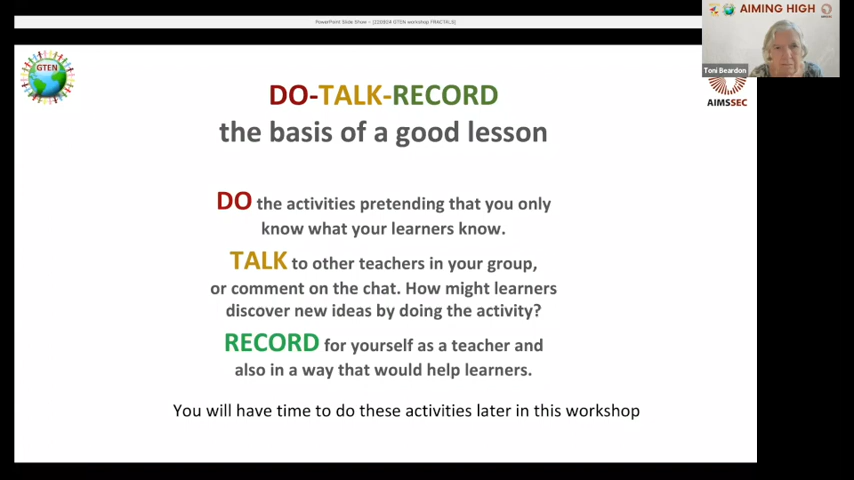 PowerPoint Slide Show - [220924 GTEN workshop FRACTALS]
AIMING HIGH
Toni Beardon
GTEN
AIMSSEC
DO-TALK-RECORD
the basis of a good lesson
DO the activities pretending that you only
know what your learners know.
TALK to other teachers in your group,
or comment on the chat. How might learners
discover new ideas by doing the activity?
RECORD for yourself as a teacher and
also in a way that would help learners.
You will have time to do these activities later in this workshop